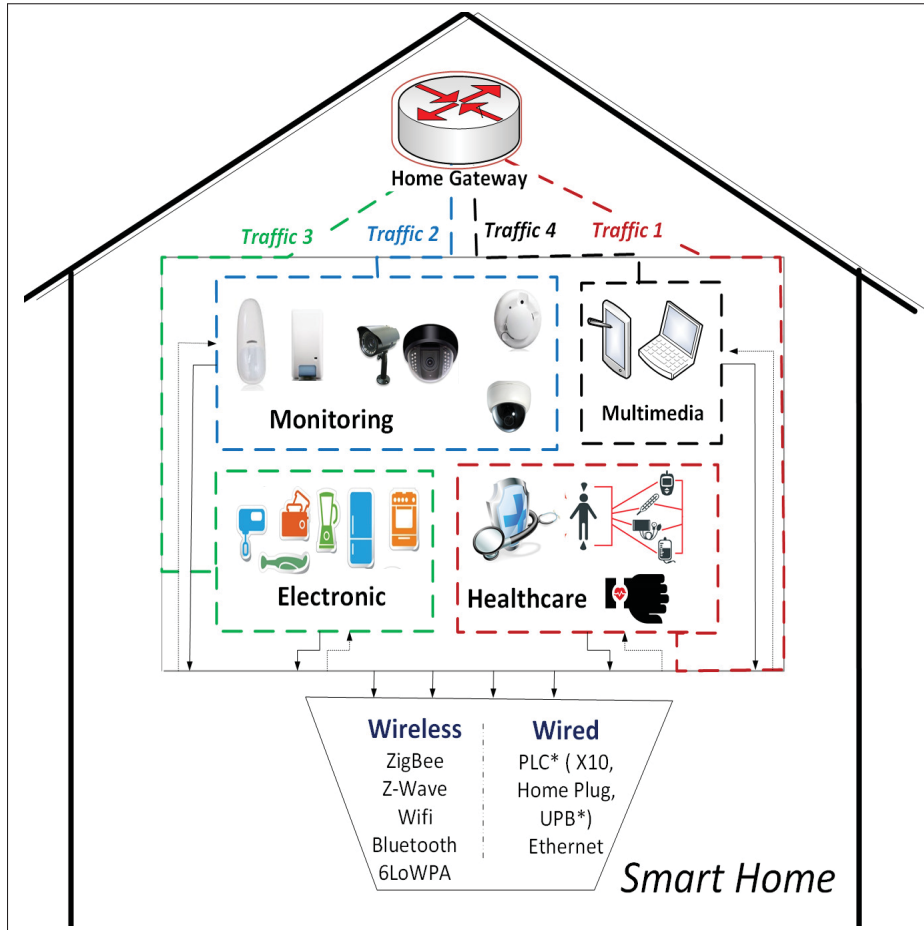 Home Gateway
Traffic 3
Traffic 2
Traffic 4
Traffic 1
Monitoring
Multimedia
Electronic
Healthcare
Wireless
ZigBee
Z-Wave
Wifi
Bluetooth
6LoWPA
Wired
PLC* ( X10,
Home Plug,
UPB*)
Ethernet
Smart Home